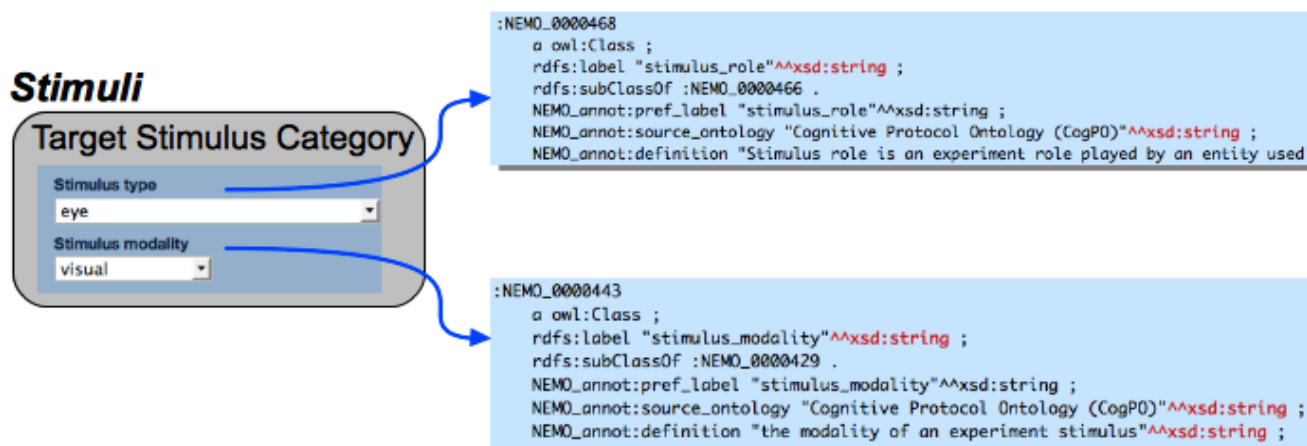 Stimuli
Target Stimulus Category
Stimulus type
eye
Stimulus modality
visual
:NEMO_0000468
a owl:Class ;
rdfs:label "stimulus_role"^^xsd:string ;
rdfs:subClassOf :NEMO_0000466 .
NEMO_annot:pref_label "stimulus_role"^^xsd:string ;
NEMO_annot:source_ontology "Cognitive Protocol Ontology (CogPO)"^^xsd:string ;
NEMO_annot:definition "Stimulus role is an experiment role played by an entity used
:NEMO_0000443
a owl:Class ;
rdfs:label "stimulus_modality"^^xsd:string ;
rdfs:subClassOf :NEMO_0000429 .
NEMO_annot:pref_label "stimulus_modality"^^xsd:string ;
NEMO_annot:source_ontology "Cognitive Protocol Ontology (CogPO)"^^xsd:string ;
NEMO_annot:definition "the modality of an experiment stimulus"^^xsd:string ;